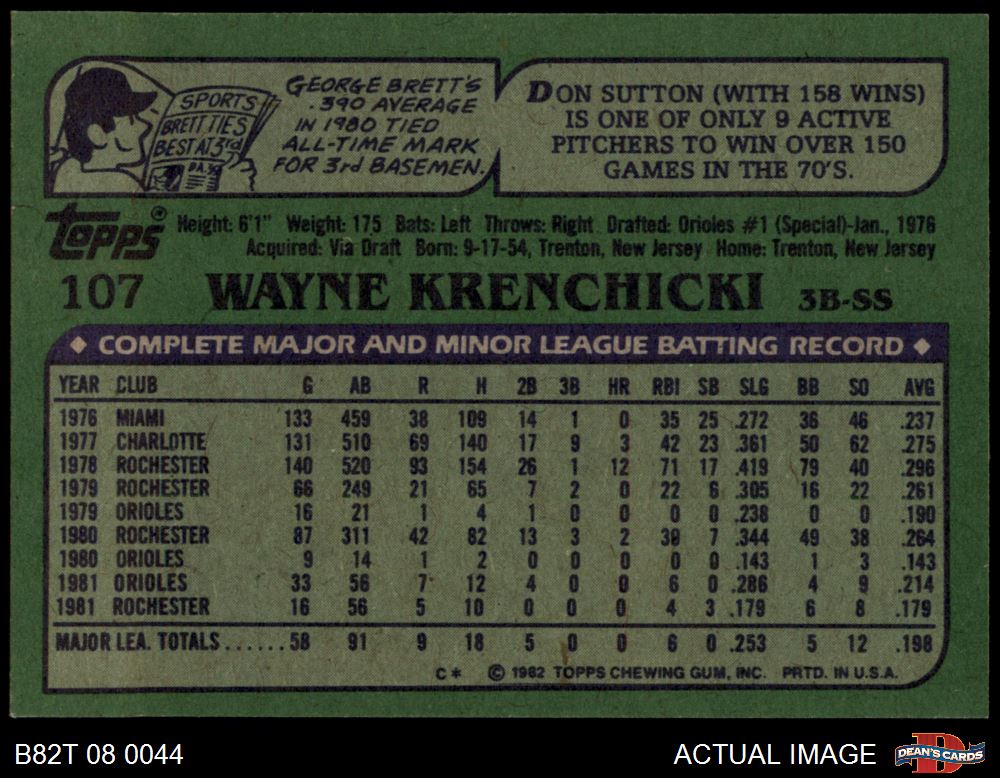 GEORGE BRETT'S
.390 AVERAGE
IN 1980 TIED
ALL-TIME MARK
FOR 3rd BASEMEN.
SPORTS
BRETT TIES
BEST AT 3rd
DON SUTTON (WITH 158 WINS)
IS ONE OF ONLY 9 ACTIVE
PITCHERS TO WIN OVER 150
GAMES IN THE 70'S.
Topps®
Height: 6'1" Weight: 175 Bats: Left Throws: Right Drafted: Orioles #1 (Special)-Jan., 1976
Acquired: Via Draft Born: 9-17-54, Trenton, New Jersey Home: Trenton, New Jersey
107 WAYNE KRENCHICKI 3B-SS
◆ COMPLETE MAJOR AND MINOR LEAGUE BATTING RECORD ◆
YEAR CLUB G AB R H 2B 3B HR RBI SB SLG BB SO AVG
1976 MIAMI 133 459 38 109 14 1 0 35 25 .272 36 46 .237
1977 CHARLOTTE 131 510 69 140 17 9 3 42 23 .361 50 62 .275
1978 ROCHESTER 140 520 93 154 26 1 12 71 17 .419 79 40 .296
1979 ROCHESTER 66 249 21 65 7 2 0 22 6 .305 16 22 .261
1979 ORIOLES 16 21 1 4 1 0 0 0 0 .238 0 0 .190
1980 ROCHESTER 87 311 42 82 13 3 2 7 .344 49 38 .264
1980 ORIOLES 9 14 1 2 0 0 0 0 0 .143 1 3 .143
1981 ORIOLES 33 56 7 12 4 0 0 6 0 .286 4 9 .214
1981 ROCHESTER 16 56 5 10 0 0 0 4 3 .179 6 8 .179
MAJOR LEA. TOTALS......58 91 9 18 5 0 0 6 0 .253 5 12 .198
C* © 1982 TOPPS CHEWING GUM, INC. PRTD. IN U.S.A.
B82T 08 0044 ACTUAL IMAGE DEAN'S CARDS